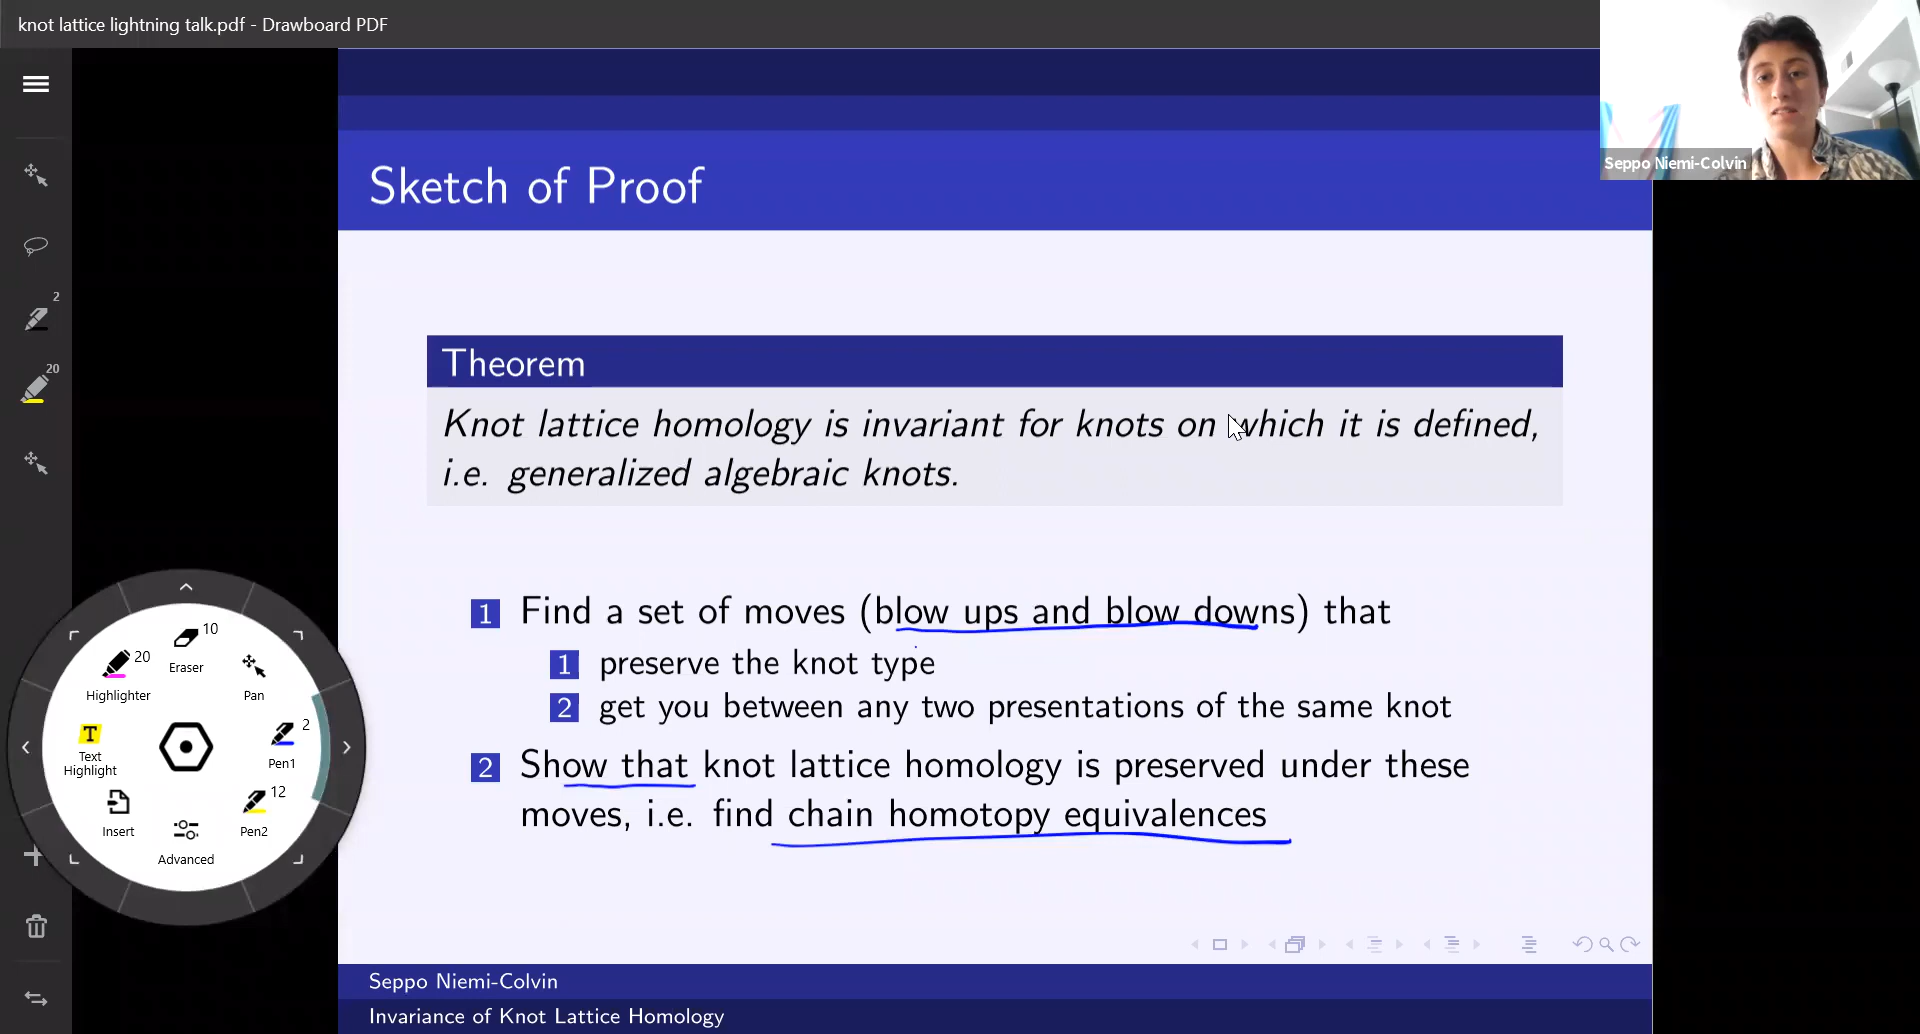 knot lattice lightning talk.pdf - Drawboard PDF
Seppo Niemi-Colvin
Sketch of Proof
2
20
Theorem
Knot lattice homology is invariant for knots on which it is defined,
i.e. generalized algebraic knots.
1 Find a set of moves (blow ups and blow downs) that
1 preserve the knot type
2 get you between any two presentations of the same knot
2 Show that knot lattice homology is preserved under these
moves, i.e. find chain homotopy equivalences
10
Eraser
20
Highlighter
Pan
T
Text
Highlight
2
Pen1
12
Pen2
Insert
Advanced
Seppo Niemi-Colvin
Invariance of Knot Lattice Homology